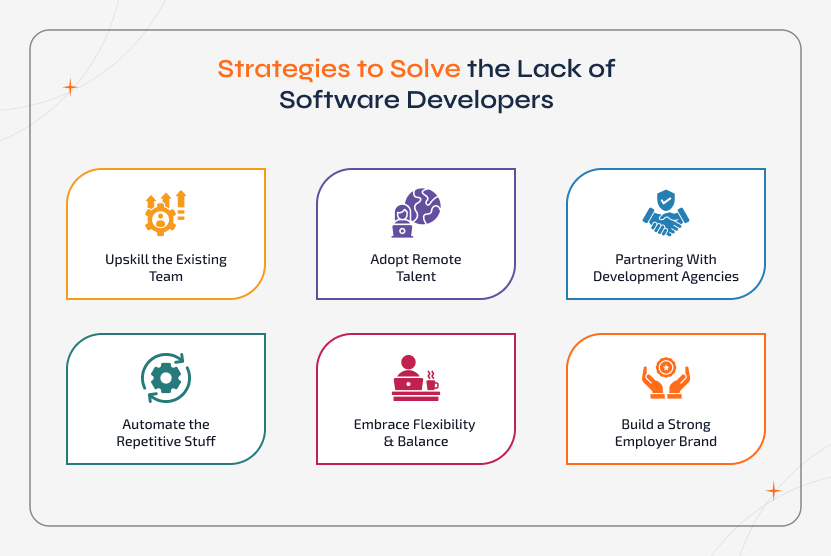 Strategies to Solve the Lack of
Software Developers
Upskill the Existing
Team
Adopt Remote
Talent
Partnering With
Development Agencies
Automate the
Repetitive Stuff
Embrace Flexibility
& Balance
Build a Strong
Employer Brand